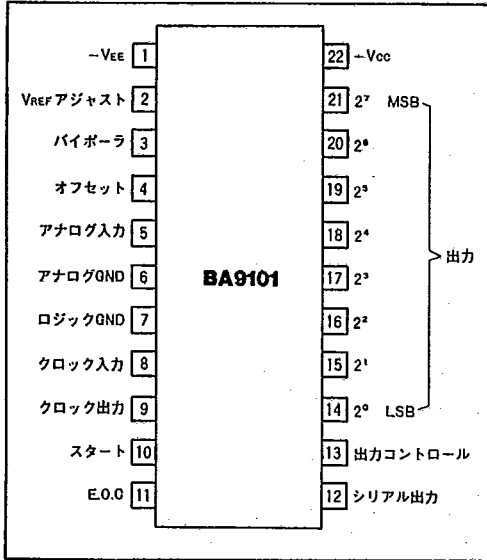 -VEE 1
VREFアジャスト 2
バイポーラ 3
オフセット 4
アナログ入力 5
アナログGND 6
ロジックGND 7
クロック入力 8
クロック出力 9
スタート 10
E.O.C 11
BA9101
22 -Vcc
21 2⁷ MSB
20 2⁶
19 2⁵
18 2⁴
17 2³
16 2²
15 2¹
14 2⁰ LSB
13 出力コントロール
12 シリアル出力
出力